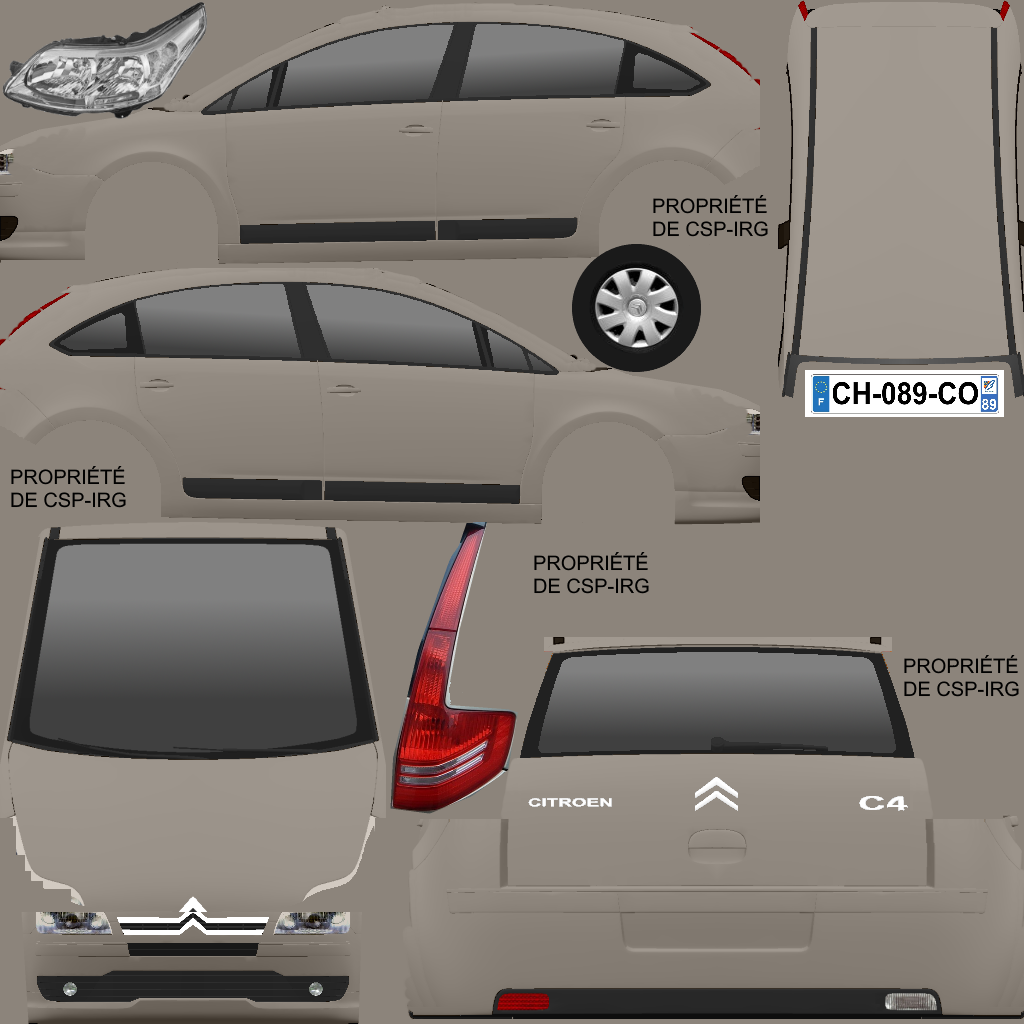 PROPRIÉTÉ
DE CSP-IRG
F
CH-089-CO
89
PROPRIÉTÉ
DE CSP-IRG
PROPRIÉTÉ
DE CSP-IRG
PROPRIÉTÉ
DE CSP-IRG
CITROEN
C4